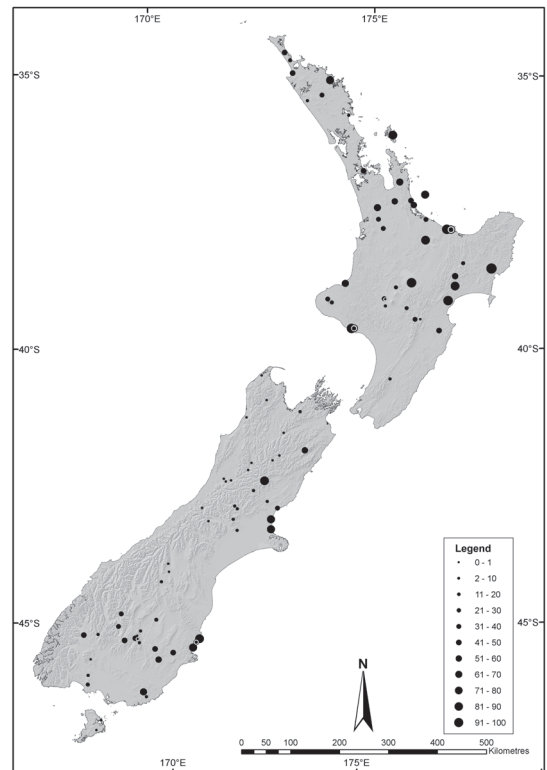 170°E 175°E
35°S 35°S
40°S 40°S
45°S 45°S
Legend
0 - 1
2 - 10
11 - 20
21 - 30
31 - 40
41 - 50
51 - 60
61 - 70
71 - 80
81 - 90
91 - 100
N
0 50 100 200 300 400 500 Kilometres
170°E 175°E